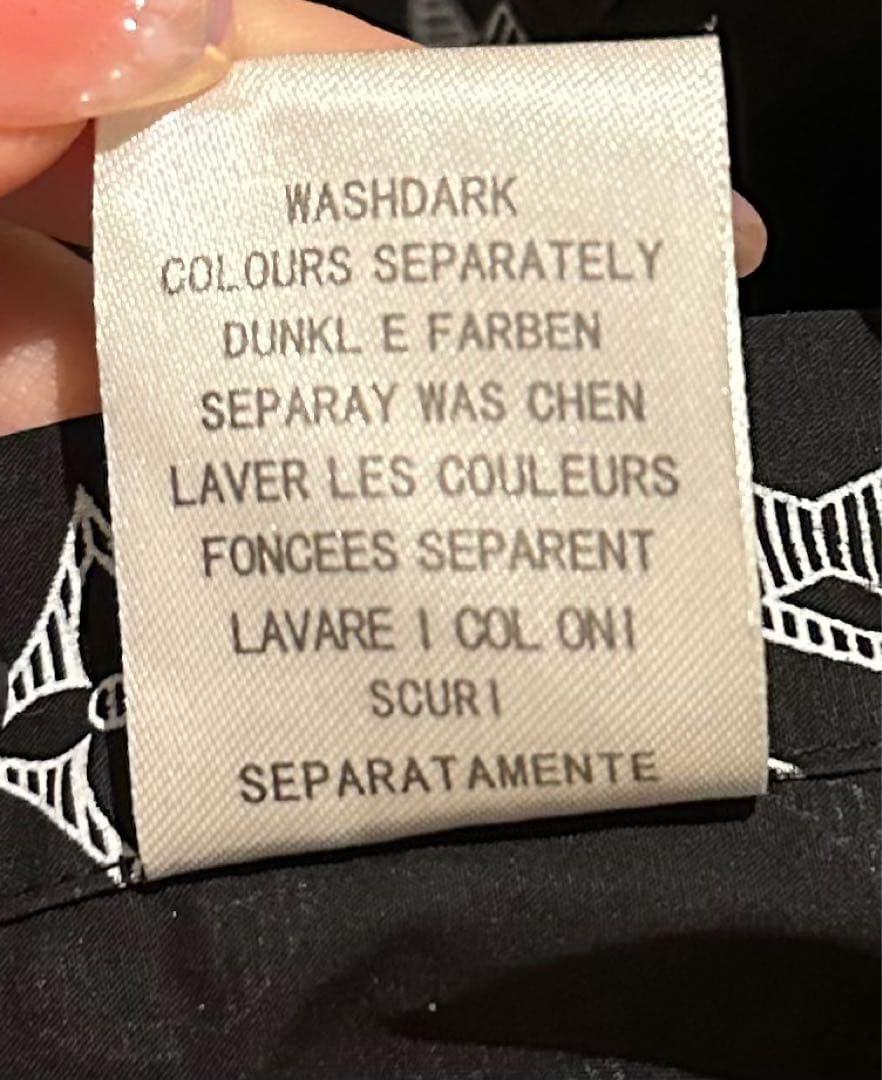 WASHDARK
COLOURS SEPARATELY
DUNKL E FARBEN
SEPARAY WAS CHEN
LAVER LES COULEURS
FONCEES SEPARENT
LAVARE I COL ONI
SCURI
SEPARATAMENTE